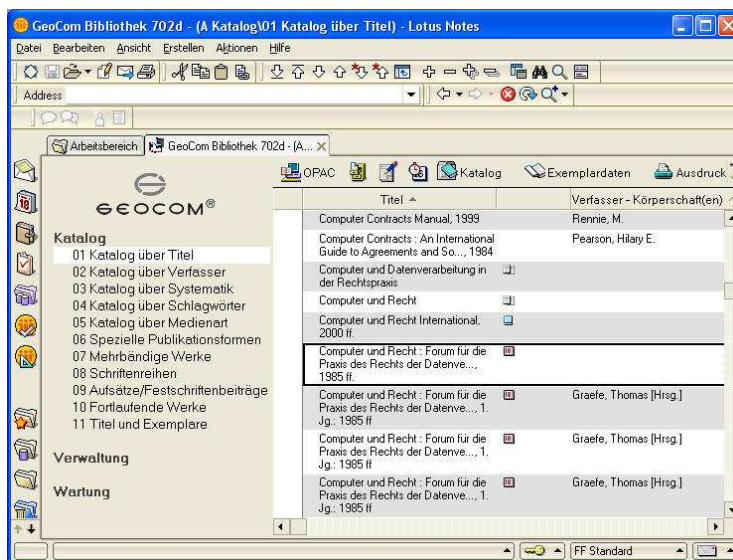 GeoCom Bibliothek 702d - (A Katalog\01 Katalog über Titel) - Lotus Notes
Datei Bearbeiten Ansicht Erstellen Aktionen Hilfe
Address
Arbeitsbereich GeoCom Bibliothek 702d - (A...
GEOCOM®
Katalog
01 Katalog über Titel
02 Katalog über Verfasser
03 Katalog über Systematik
04 Katalog über Schlagwörter
05 Katalog über Medienart
06 Spezielle Publikationsformen
07 Mehrbändige Werke
08 Schriftenreihen
09 Aufsätze/Festschriftenbeiträge
10 Fortlaufende Werke
11 Titel und Exemplare
Verwaltung
Wartung
OPAC Katalog Exemplardaten Ausdruck
Titel Verfasser - Körperschaft(en)
Computer Contracts Manual, 1999 Rennie, M.
Computer Contracts : An International Pearson, Hilary E.
Guide to Agreements and So..., 1984
Computer und Datenverarbeitung in
der Rechtspraxis
Computer und Recht
Computer und Recht International,
2000 ff.
Computer und Recht : Forum für die
Praxis des Rechts der Datenve...,
1985 ff.
Computer und Recht : Forum für die Graefe, Thomas [Hrsg.]
Praxis des Rechts der Datenve..., 1.
Jg.: 1985 ff
Computer und Recht : Forum für die Graefe, Thomas [Hrsg.]
Praxis des Rechts der Datenve..., 1.
Jg.: 1985 ff
Computer und Recht : Forum für die Graefe, Thomas [Hrsg.]
Praxis des Rechts der Datenve..., 1.
Jg.: 1985 ff
FF Standard